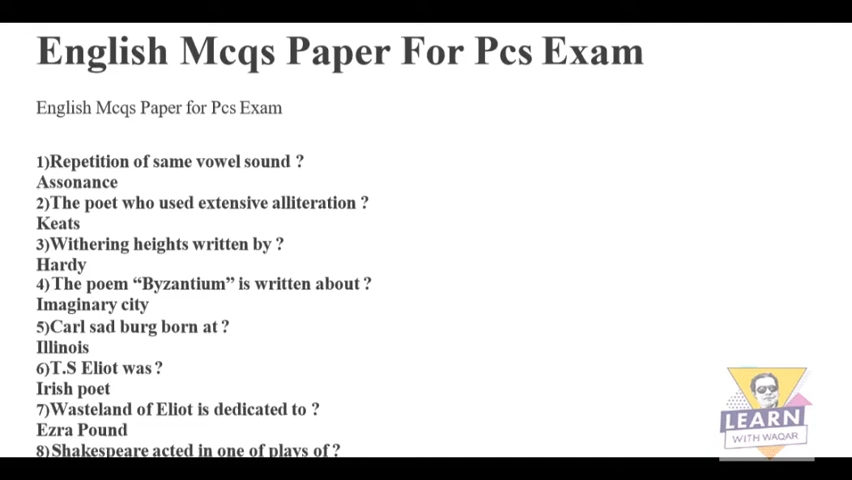 English Mcqs Paper For Pcs Exam
English Mcqs Paper for Pcs Exam
1)Repetition of same vowel sound ?
Assonance
2)The poet who used extensive alliteration ?
Keats
3)Withering heights written by ?
Hardy
4)The poem “Byzantium” is written about ?
Imaginary city
5)Carl sad burg born at ?
Illinois
6)T.S Eliot was ?
Irish poet
7)Wasteland of Eliot is dedicated to ?
Ezra Pound
8)Shakespeare acted in one of plays of ?
LEARN
WITH WAQAR